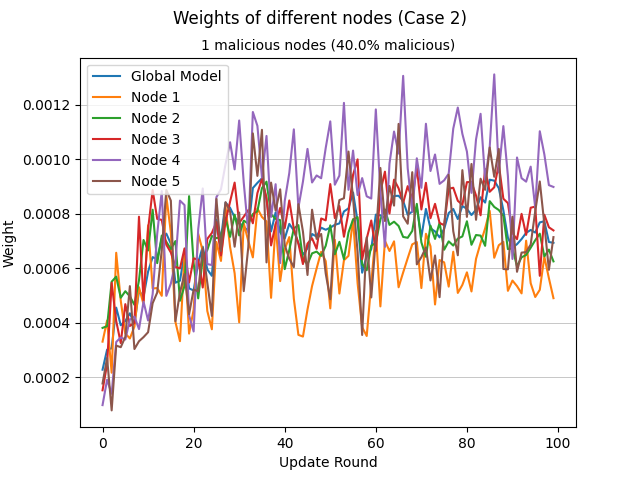 Weights of different nodes (Case 2)
1 malicious nodes (40.0% malicious)
Global Model
Node 1
Node 2
Node 3
Node 4
Node 5
0.0012
0.0010
0.0008
0.0006
0.0004
0.0002
Weight
0 20 40 60 80 100
Update Round